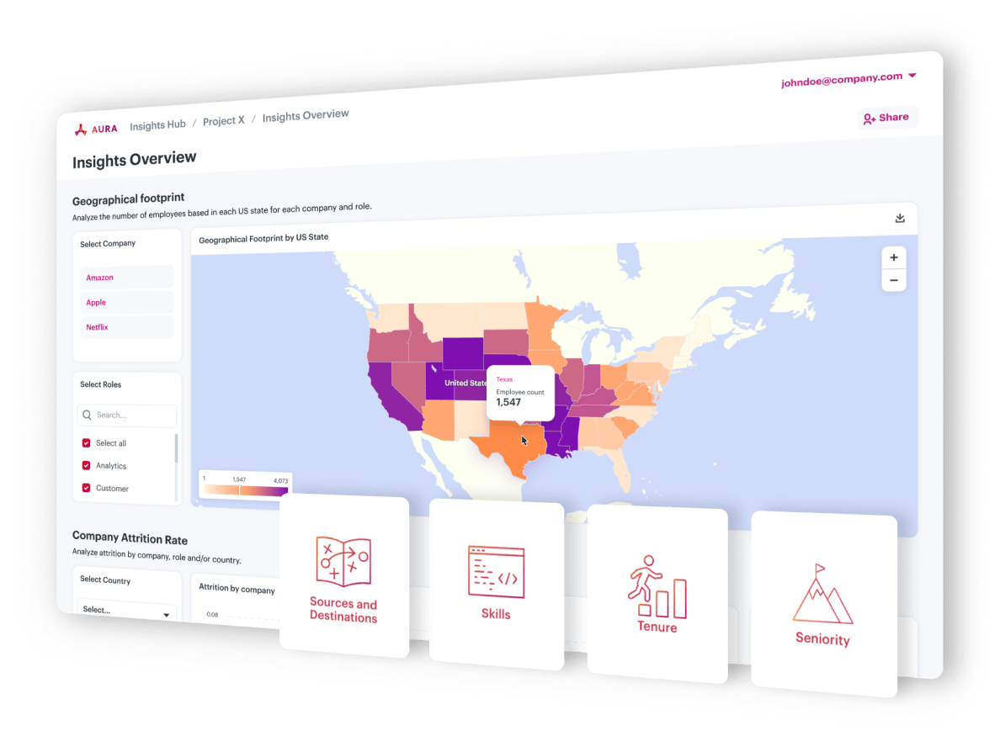 johndoe@company.com
AURA
Insights Hub / Project X / Insights Overview
Share
Insights Overview
Geographical footprint
Analyze the number of employees based in each US state for each company and role.
Select Company
Amazon
Apple
Netflix
Geographical Footprint by US State
+
−
United State
Texas
Employee count
1,547
1 1,547 4,073
Select Roles
Search...
Select all
Analytics
Customer
Company Attrition Rate
Analyze attrition by company, role and/or country.
Select Country
Select...
Attrition by company
0.08
Sources and
Destinations
Skills
Tenure
Seniority